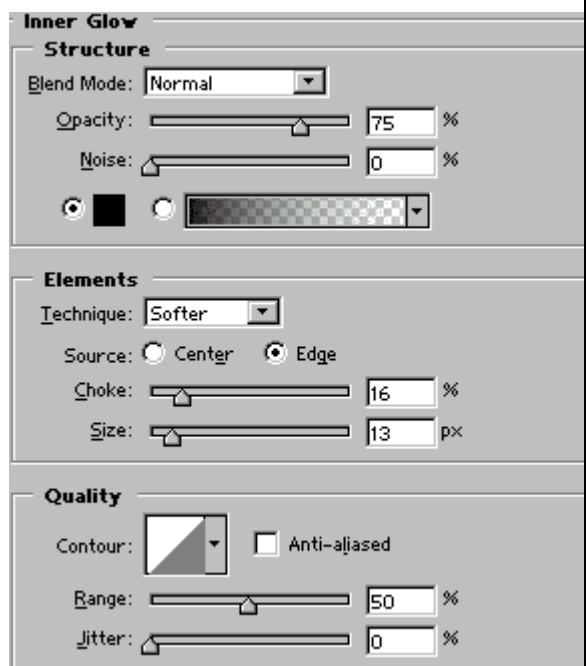 Inner Glow
Structure
Blend Mode: Normal
Opacity: 75 %
Noise: 0 %
Elements
Technique: Softer
Source: Center Edge
Choke: 16 %
Size: 13 px
Quality
Contour: Anti-aliased
Range: 50 %
Jitter: 0 %